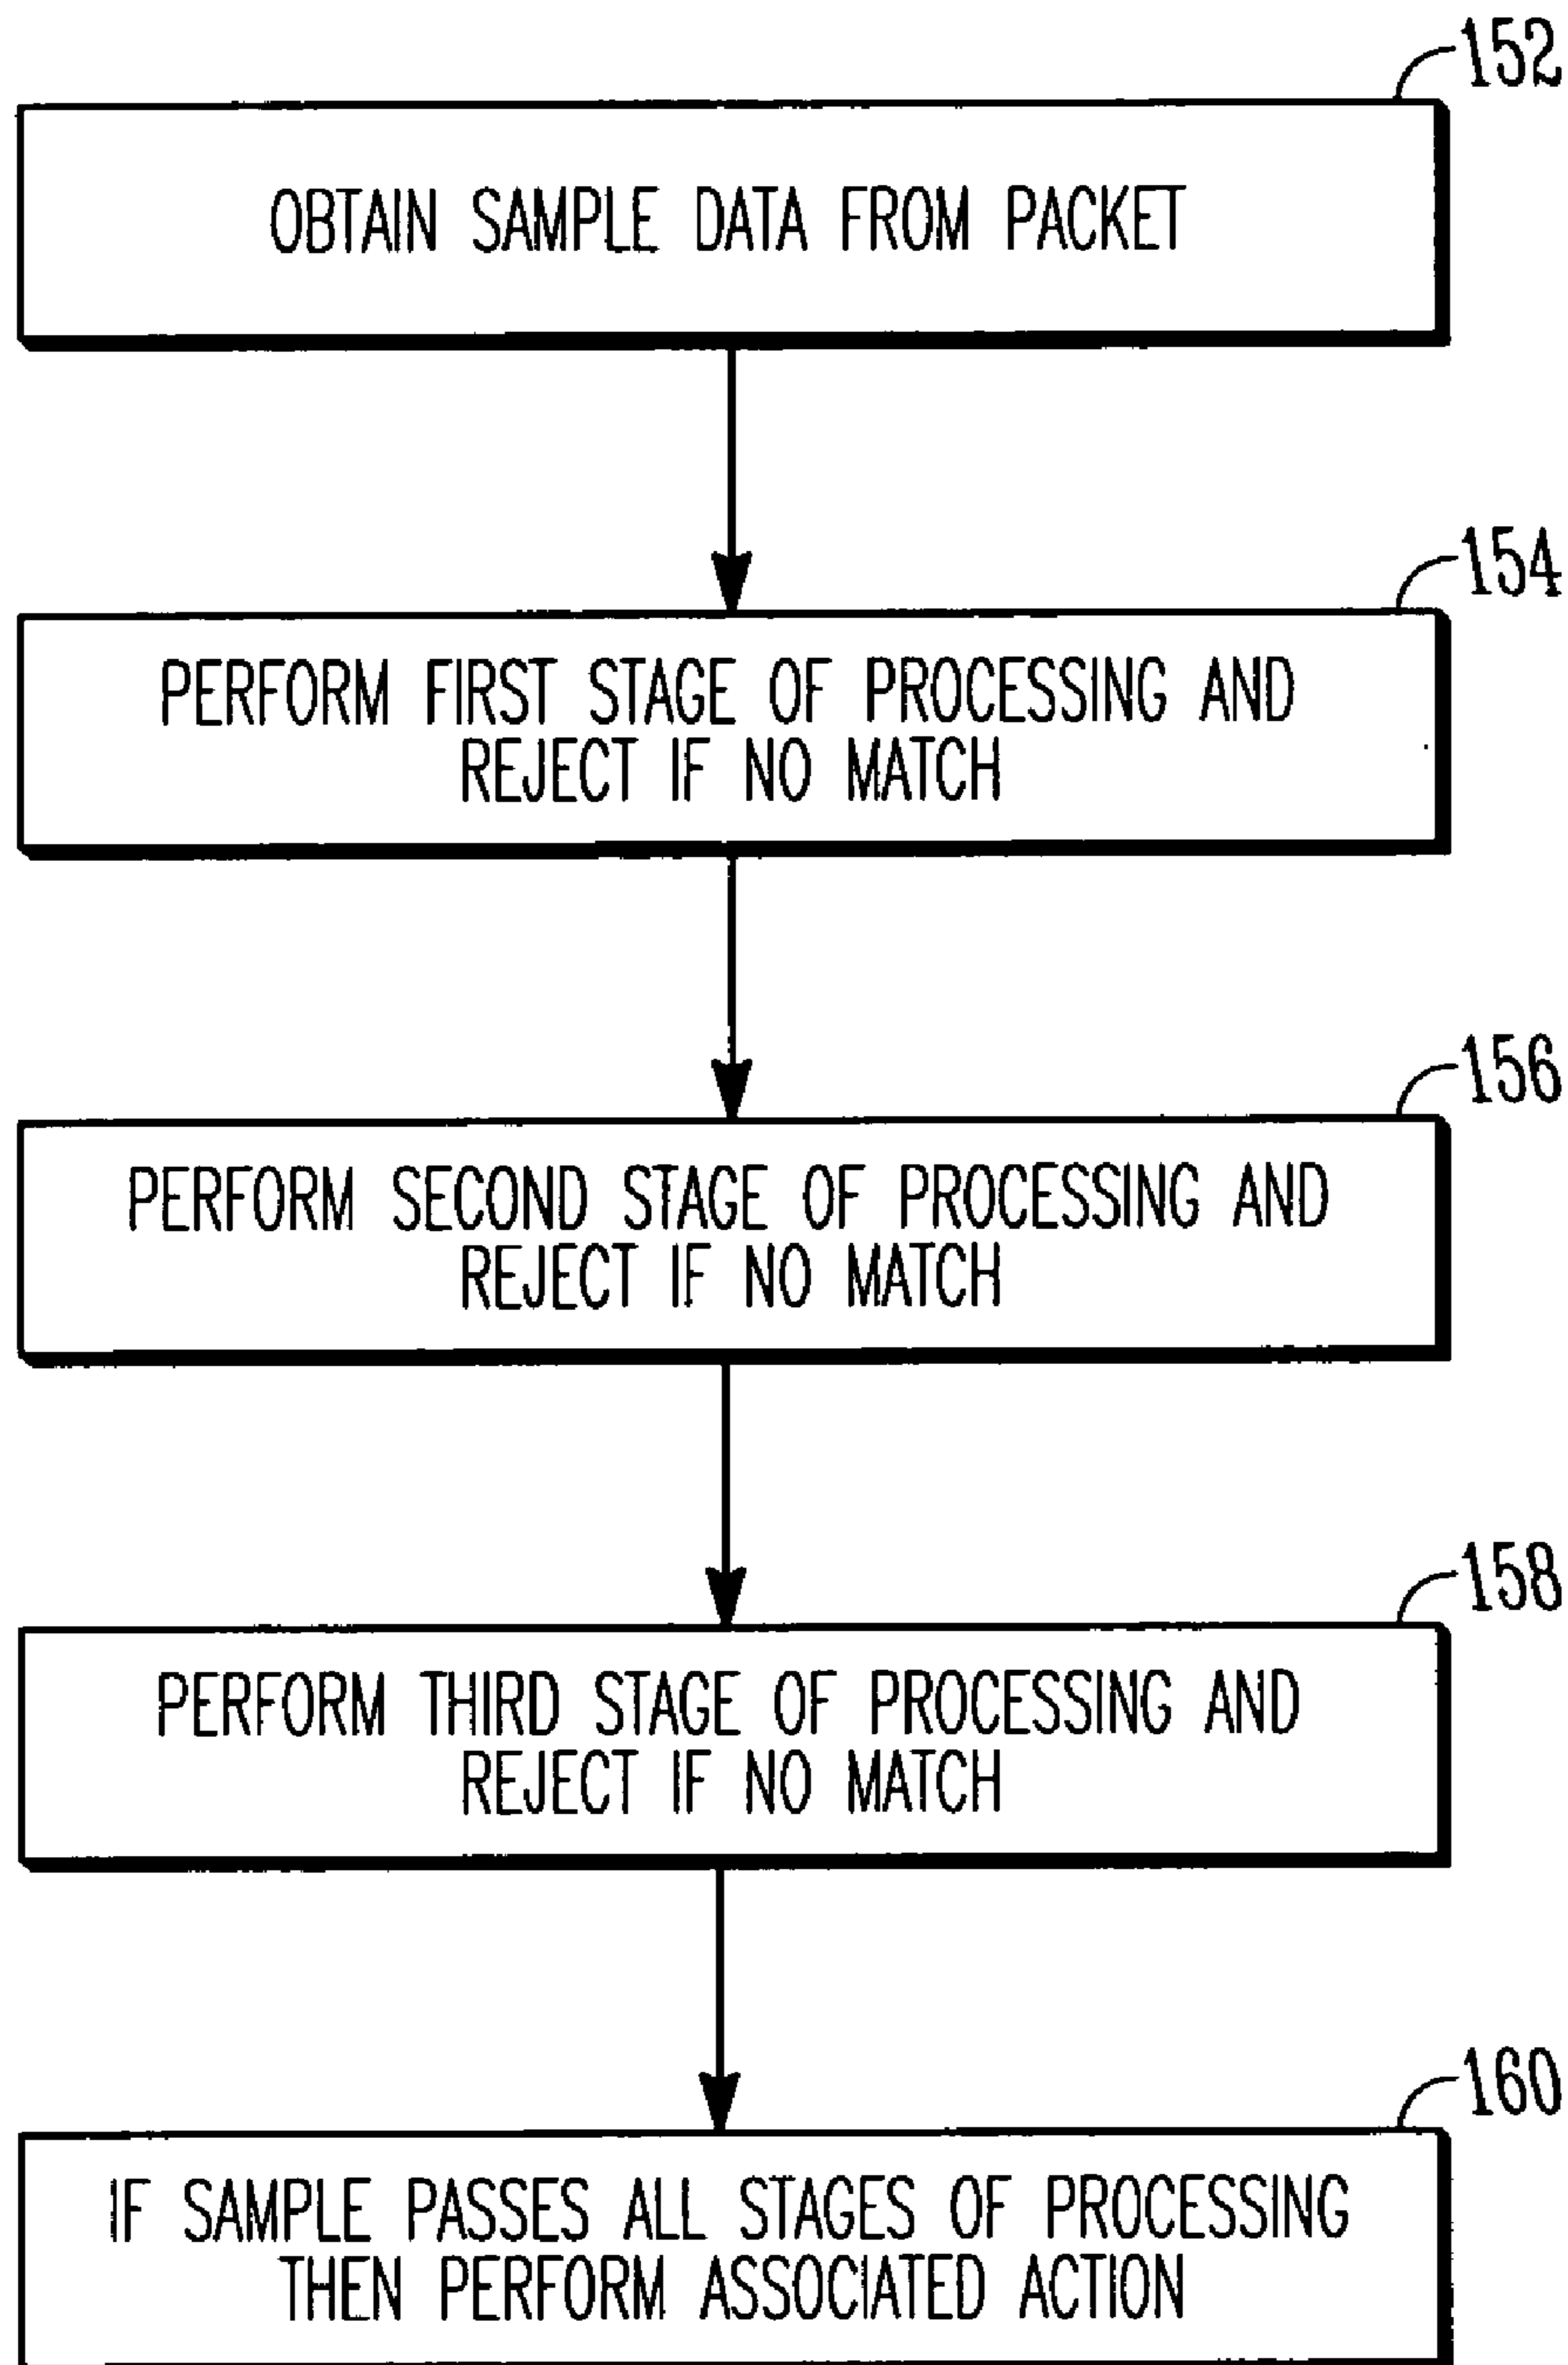 152
OBTAIN SAMPLE DATA FROM PACKET
154
PERFORM FIRST STAGE OF PROCESSING AND
REJECT IF NO MATCH
156
PERFORM SECOND STAGE OF PROCESSING AND
REJECT IF NO MATCH
158
PERFORM THIRD STAGE OF PROCESSING AND
REJECT IF NO MATCH
160
IF SAMPLE PASSES ALL STAGES OF PROCESSING
THEN PERFORM ASSOCIATED ACTION